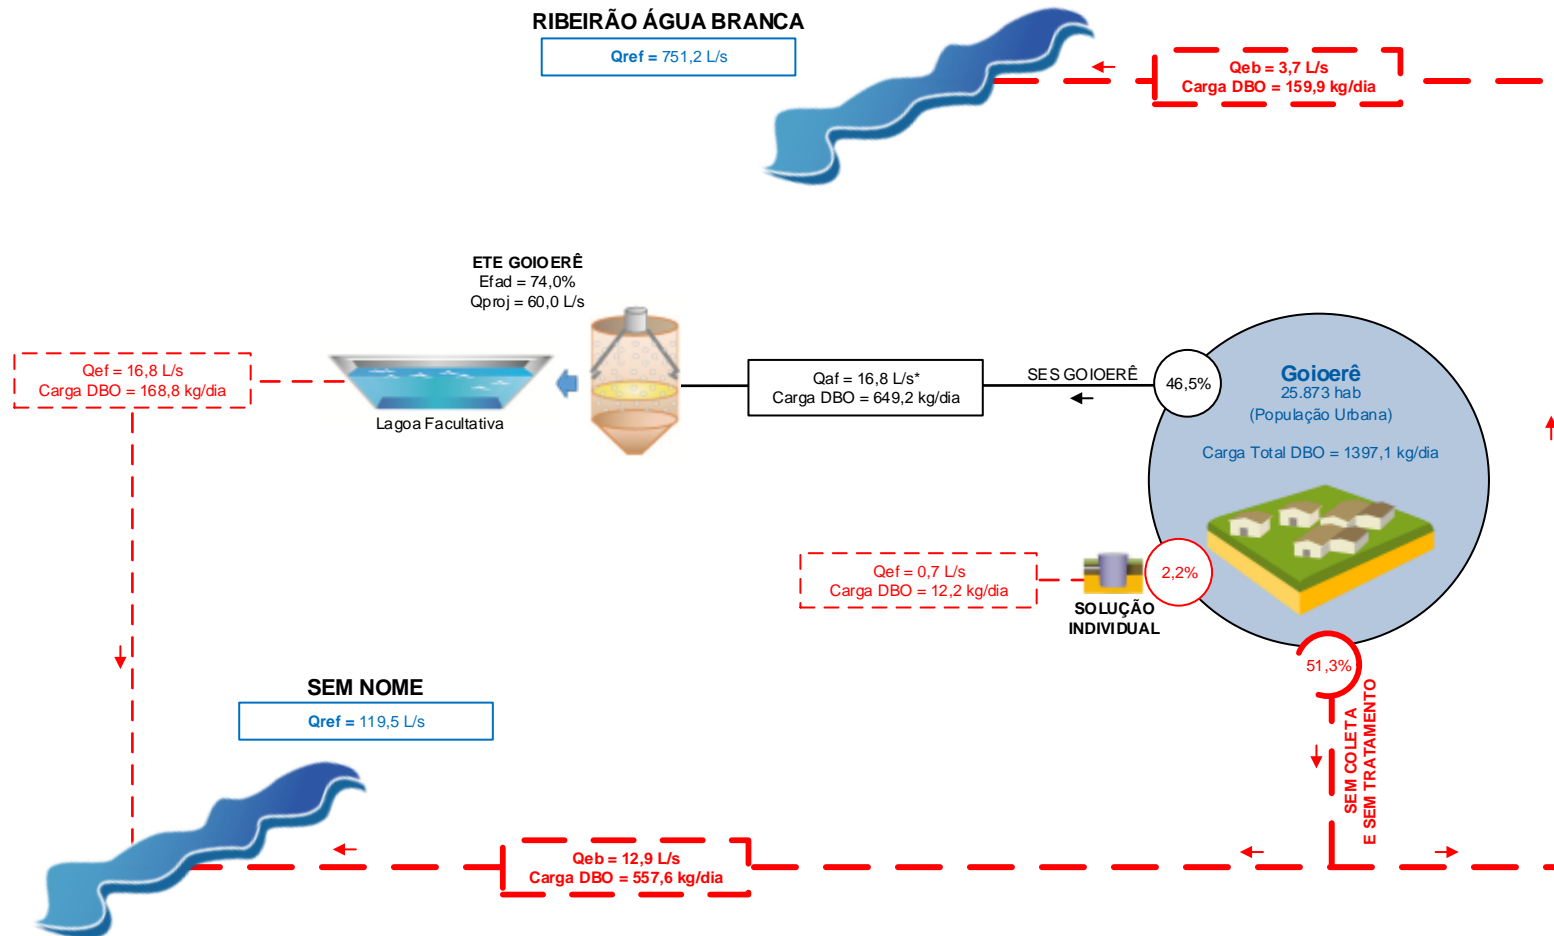 RIBEIRÃO ÁGUA BRANCA
Qref = 751,2 L/s
Qeb = 3,7 L/s
Carga DBO = 159,9 kg/dia
ETE GOIOERÊ
Efad = 74,0%
Qproj = 60,0 L/s
Qef = 16,8 L/s
Carga DBO = 168,8 kg/dia
Lagoa Facultativa
Qaf = 16,8 L/s*
Carga DBO = 649,2 kg/dia
SES GOIOERÊ
46,5%
Goioerê
25.873 hab
(População Urbana)
Carga Total DBO = 1397,1 kg/dia
Qef = 0,7 L/s
Carga DBO = 12,2 kg/dia
2,2%
SOLUÇÃO
INDIVIDUAL
51,3%
SEM COLETA
E SEM TRATAMENTO
SEM NOME
Qref = 119,5 L/s
Qeb = 12,9 L/s
Carga DBO = 557,6 kg/dia